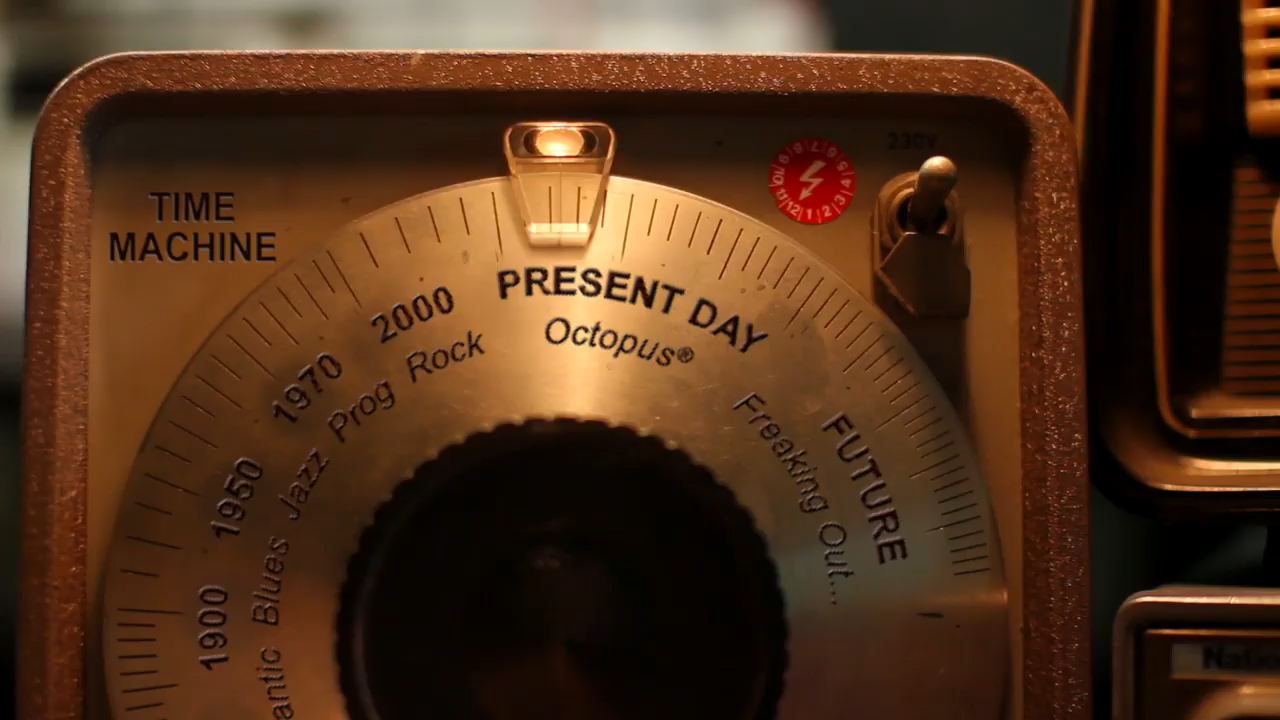 TIME
MACHINE
230V
PRESENT DAY
Octopus®
2000
Rock
1970
Prog
1950
Jazz
1900
Blues
FUTURE
Freaking Out...